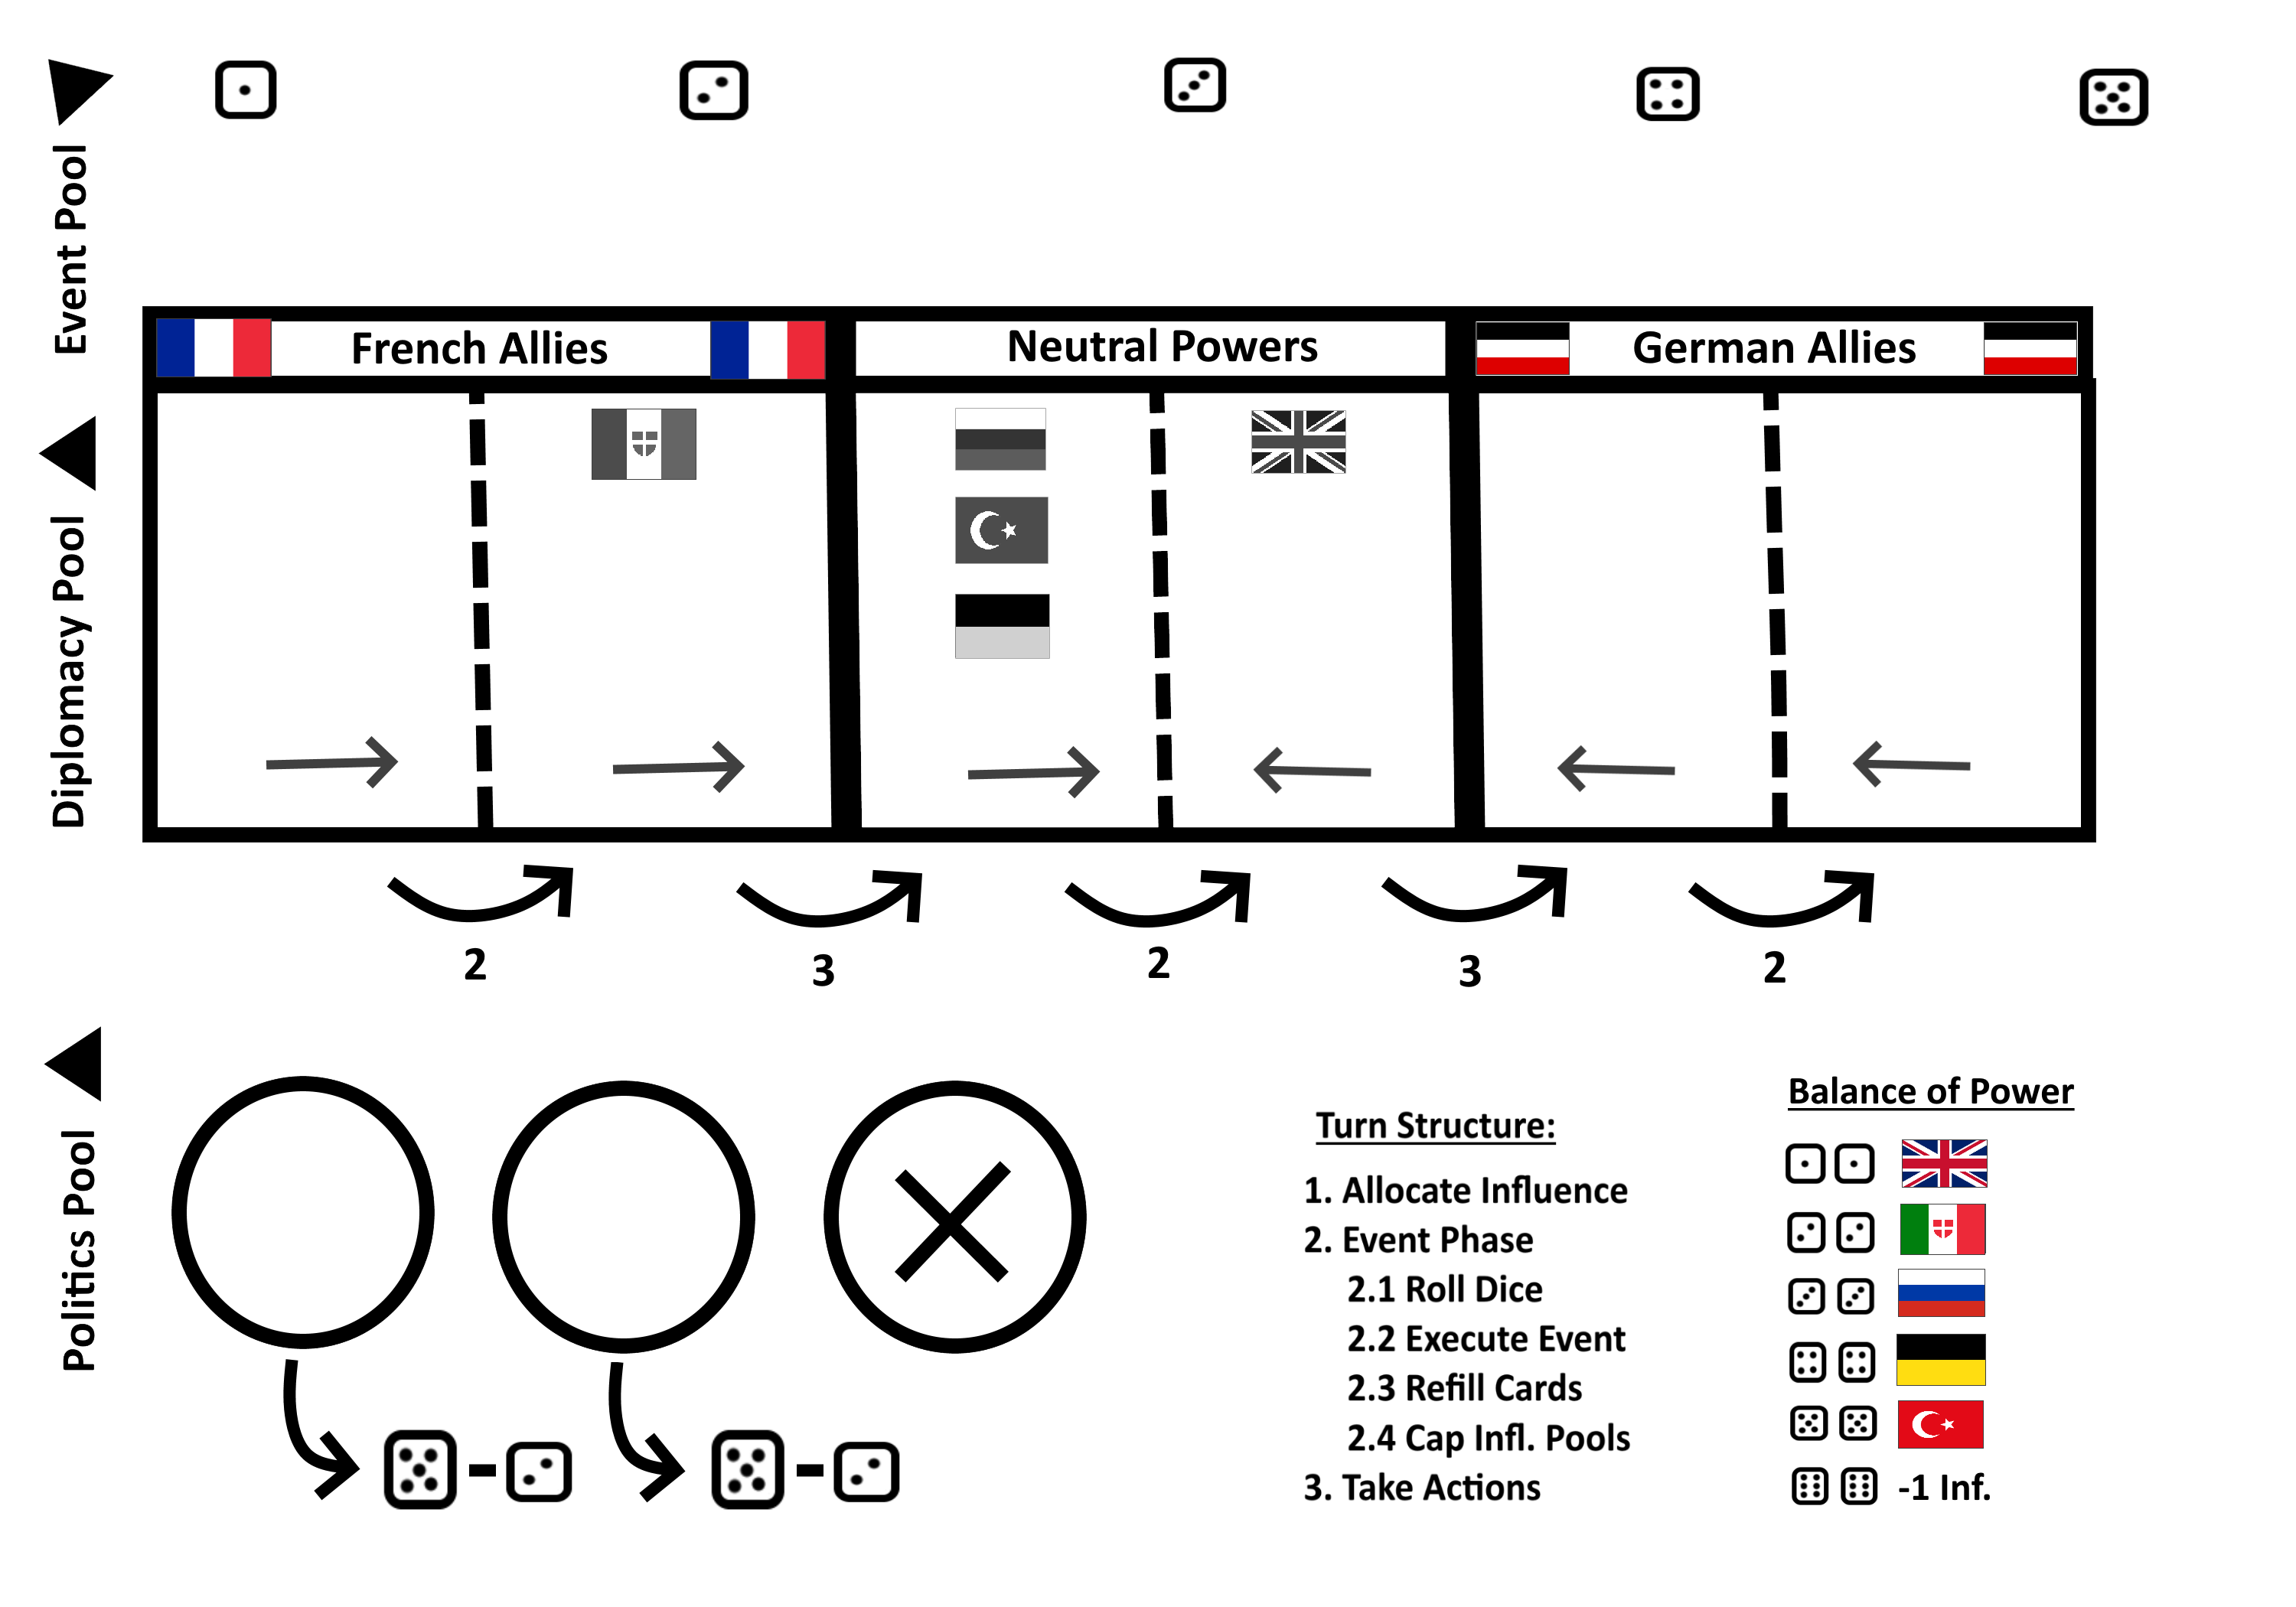 Event Pool
French Allies
Neutral Powers
German Allies
Diplomacy Pool
2
3
2
3
2
Politics Pool
Turn Structure:
1. Allocate Influence
2. Event Phase
2.1 Roll Dice
2.2 Execute Event
2.3 Refill Cards
2.4 Cap Infl. Pools
3. Take Actions
Balance of Power
-1 Inf.